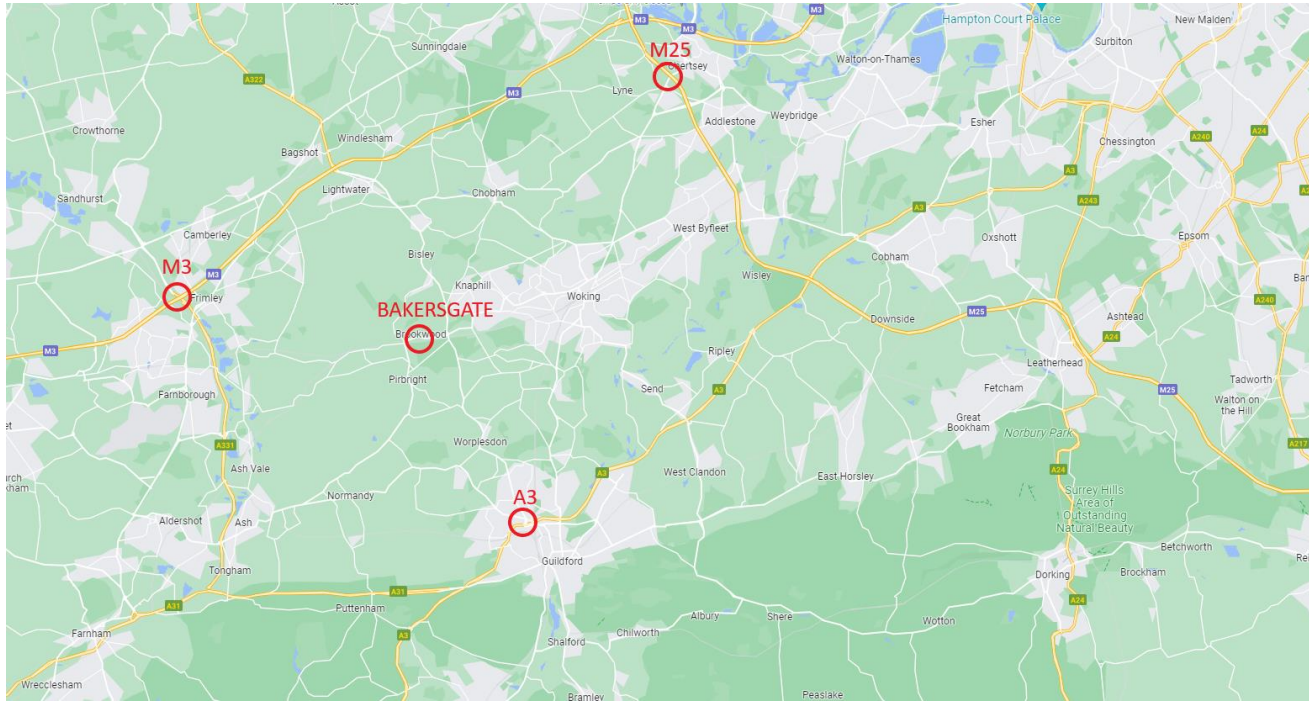 Hampton Court Palace
New Malden
M3
M3
Surbiton
Sunningdale
M25
Chertsey
Walton-on-Thames
A322
M3
Lyne
Crowthorne
Addlestone
Weybridge
Esher
A240
A24
Windlesham
Chessington
Bagshot
A3
Lightwater
Chobham
Sandhurst
A3
A243
West Byfleet
Camberley
Oxshott
Epsom
Bisley
Cobham
M3
M3
Wisley
Knaphill
Frimley
Woking
BAKERSGATE
A240
Downside
M25
Ashtead
Brookwood
A24
M3
Ripley
Leatherhead
Pirbright
Tadworth
Farnborough
Send
A3
Fetcham
M25
Walton on
the Hill
Great
Bookham
Norbury Park
Worplesdon
A331
A217
Ash Vale
A3
West Clandon
A24
East Horsley
Normandy
A3
Surrey Hills
Area of
Outstanding
Natural Beauty
Aldershot
Ash
Guildford
Betchworth
Tongham
Dorking
Brockham
A31
A31
Puttenham
A24
Albury
Shere
Wotton
Farnham
A3
Chilworth
Shalford
Wrecclesham
Bramley
Peaslake